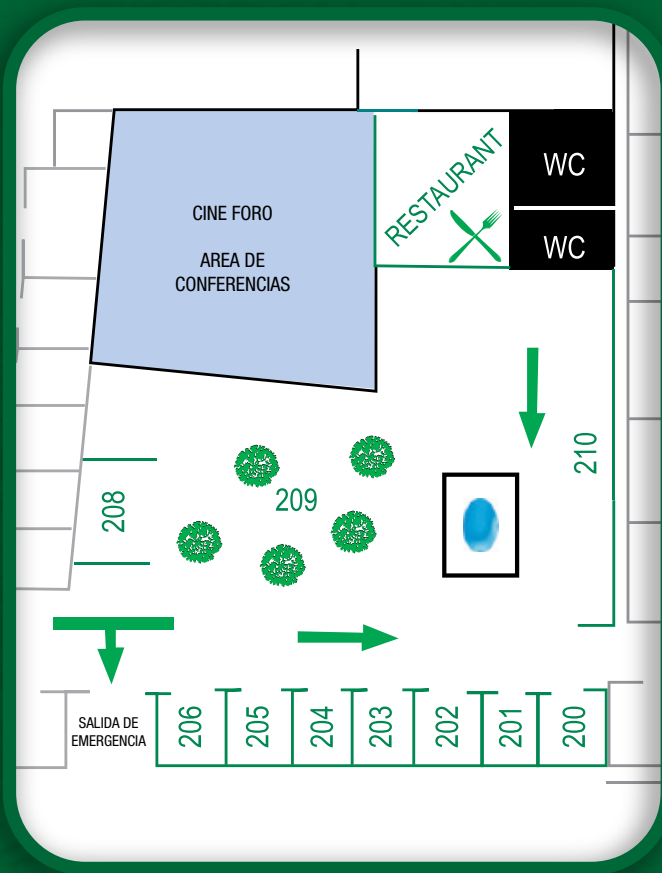 CINE FORO
AREA DE
CONFERENCIAS
RESTAURANT
WC
WC
210
209
208
SALIDA DE
EMERGENCIA
206
205
204
203
202
201
200